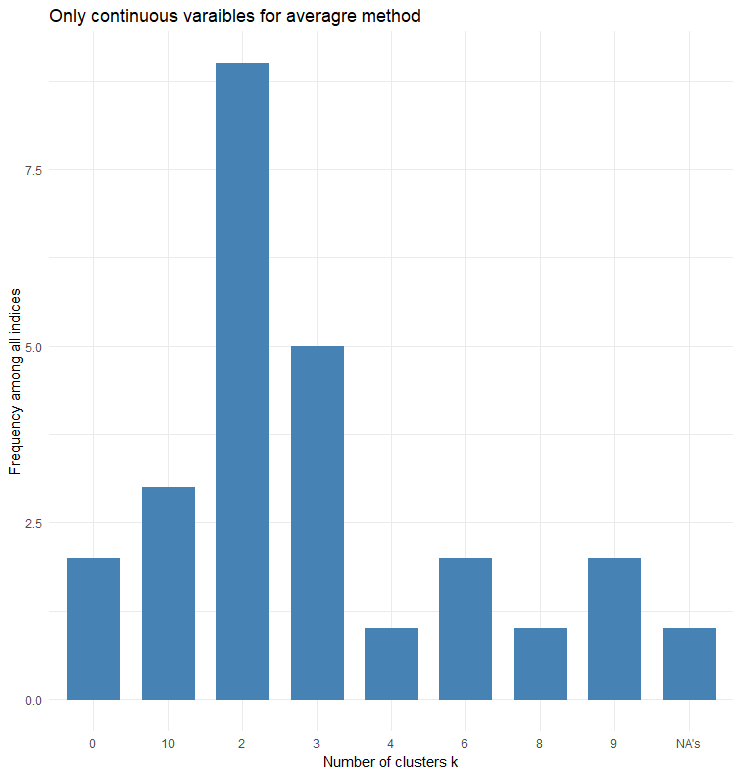 Only continuous varaibles for averagre method
Frequency among all indices
7.5
5.0
2.5
0.0
0 10 2 3 4 6 8 9 NA's
Number of clusters k